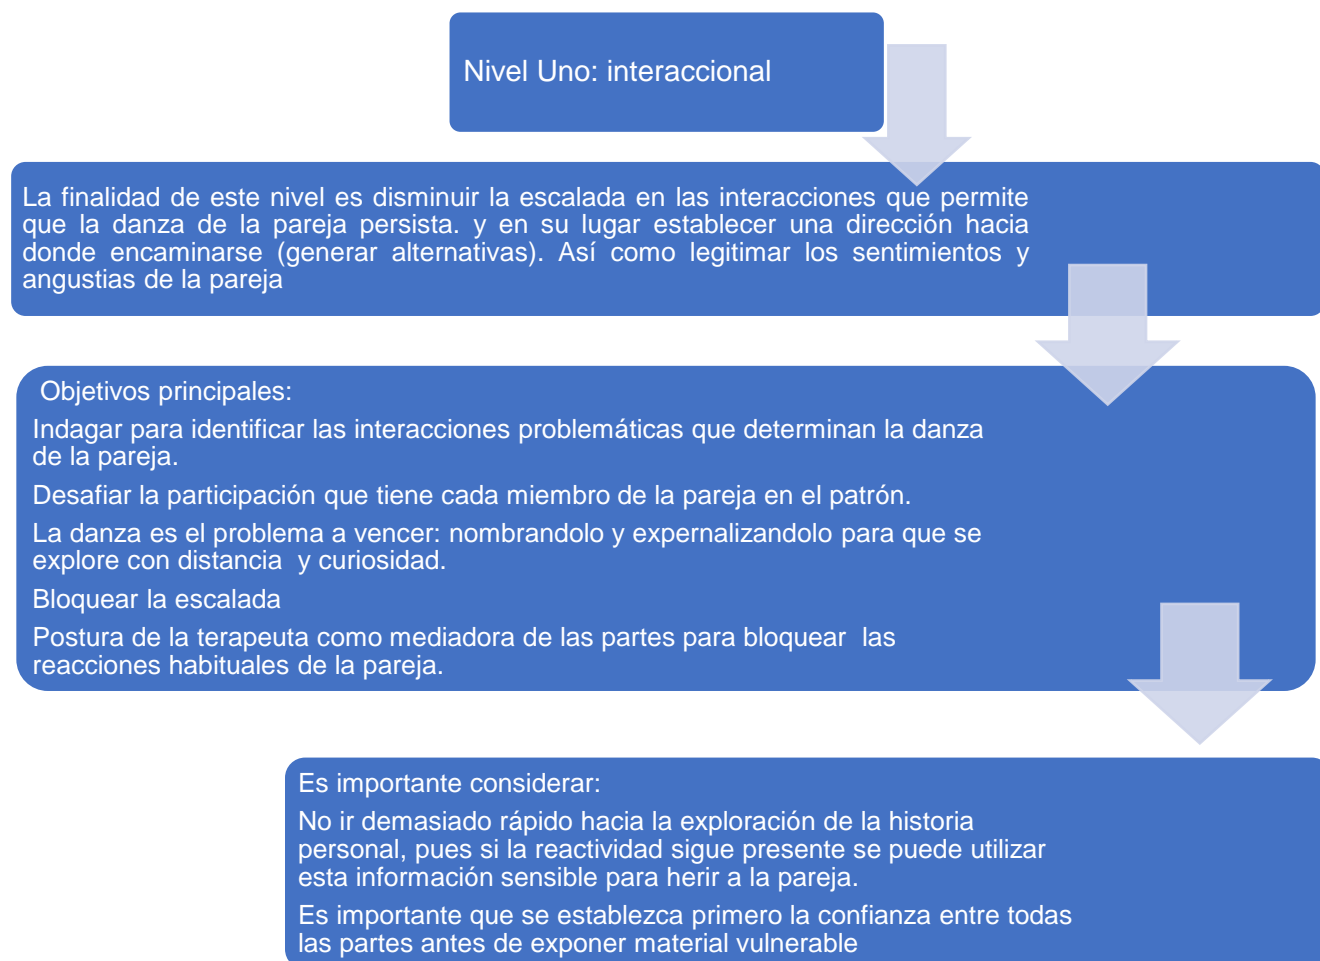 Nivel Uno: interaccional
La finalidad de este nivel es disminuir la escalada en las interacciones que permite
que la danza de la pareja persista. y en su lugar establecer una dirección hacia
donde encaminarse (generar alternativas). Así como legitimar los sentimientos y
angustias de la pareja
Objetivos principales:
Indagar para identificar las interacciones problemáticas que determinan la danza
de la pareja.
Desafiar la participación que tiene cada miembro de la pareja en el patrón.
La danza es el problema a vencer: nombrandolo y expernalizandolo para que se
explore con distancia y curiosidad.
Bloquear la escalada
Postura de la terapeuta como mediadora de las partes para bloquear las
reacciones habituales de la pareja.
Es importante considerar:
No ir demasiado rápido hacia la exploración de la historia
personal, pues si la reactividad sigue presente se puede utilizar
esta información sensible para herir a la pareja.
Es importante que se establezca primero la confianza entre todas
las partes antes de exponer material vulnerable